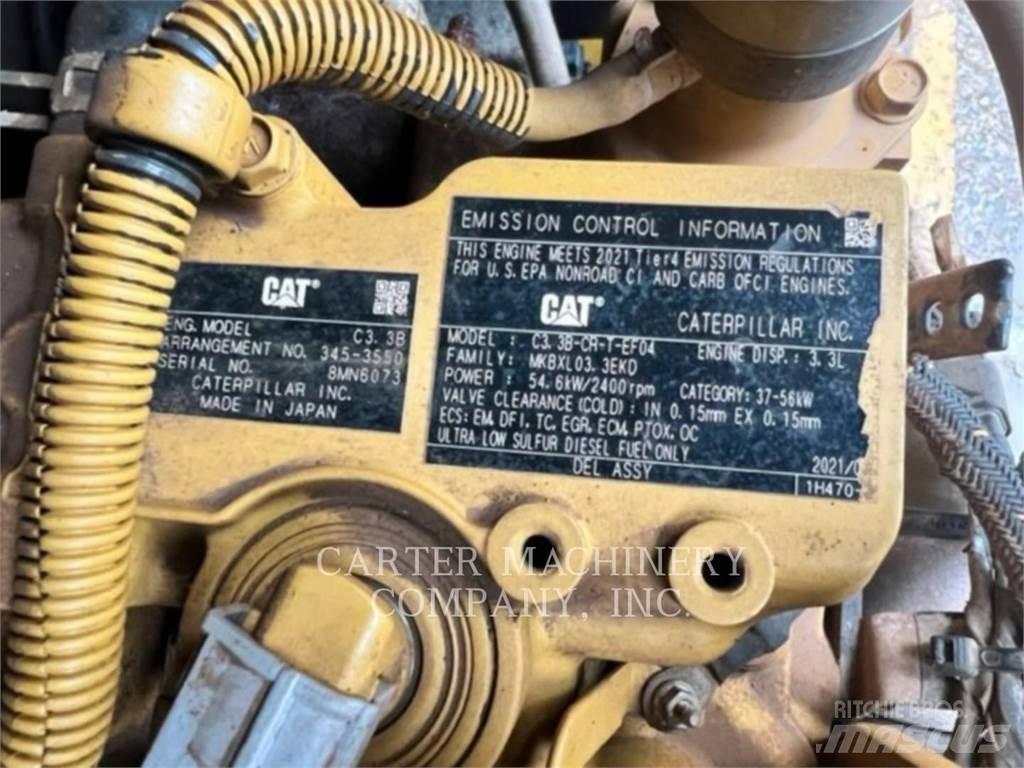 CAT
ENG. MODEL C3.3B
ARRANGEMENT NO. 345-3550
SERIAL NO. 8MN6073
CATERPILLAR INC.
MADE IN JAPAN
EMISSION CONTROL INFORMATION
THIS ENGINE MEETS 2021 Tier4 EMISSION REGULATIONS
FOR U.S. EPA NONROAD CI AND CARB OFCI ENGINES.
CAT CATERPILLAR INC.
MODEL : C3.3B-CR-T-EF04 ENGINE DISP. : 3.3L
FAMILY: MKBXL03.3EKD
POWER : 54.6kW/2400rpm CATEGORY: 37-56kW
VALVE CLEARANCE(COLD) : IN 0.15mm EX 0.15mm
ECS: EM, DFI, TC, EGR, ECM, PTOX, OC
ULTRA LOW SULFUR DIESEL FUEL ONLY
DEL ASSY 2021/0
1H470-
CARTER MACHINERY
COMPANY, INC.
RITCHIE BROS.
MASCUS